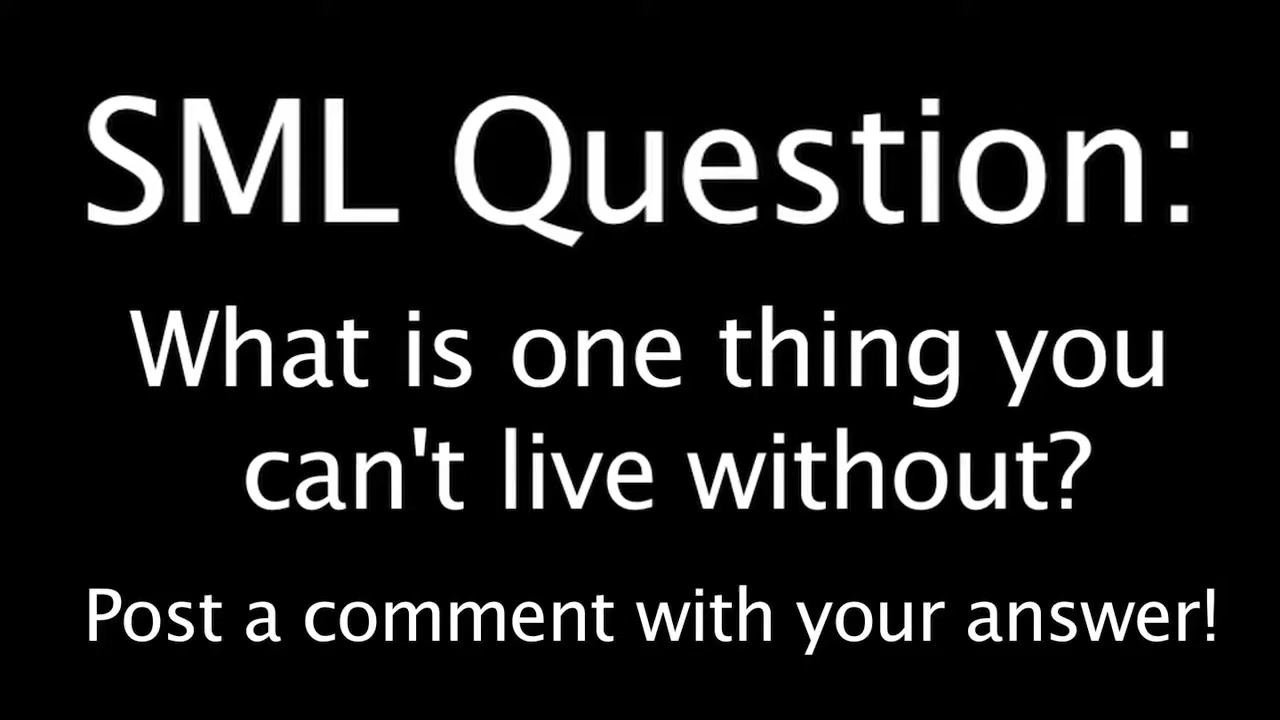 SML Question:
What is one thing you
can't live without?
Post a comment with your answer!